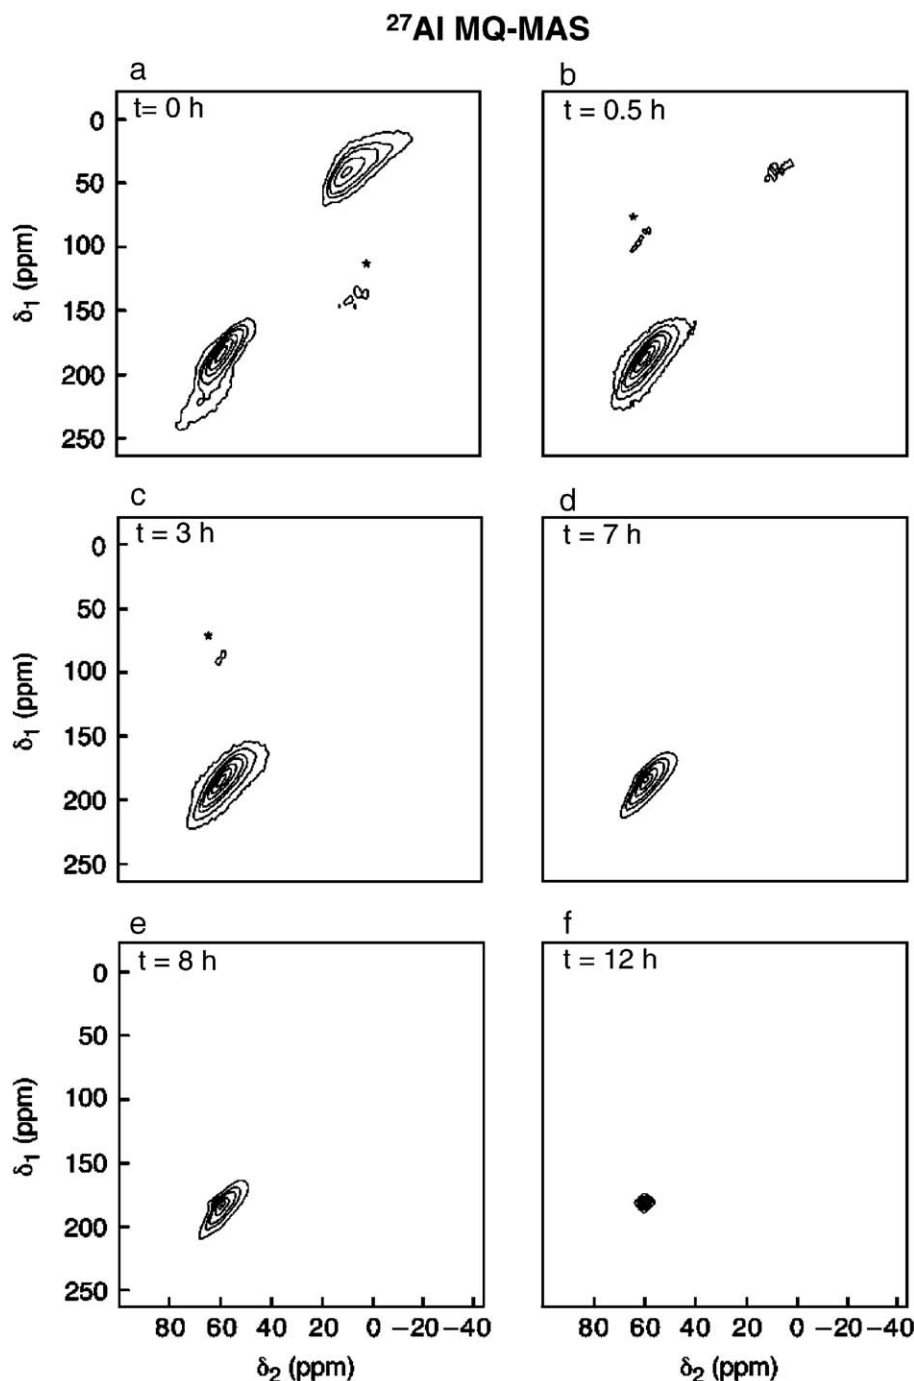 ²⁷Al MQ-MAS
a
b
t= 0 h
t = 0.5 h
0
50
100
150
200
250
δ₁ (ppm)
*
*
c
d
t = 3 h
t = 7 h
0
50
100
150
200
250
δ₁ (ppm)
*
e
f
t = 8 h
t = 12 h
0
50
100
150
200
250
δ₁ (ppm)
80 60 40 20 0 −20 −40
80 60 40 20 0 −20 −40
δ₂ (ppm)
δ₂ (ppm)